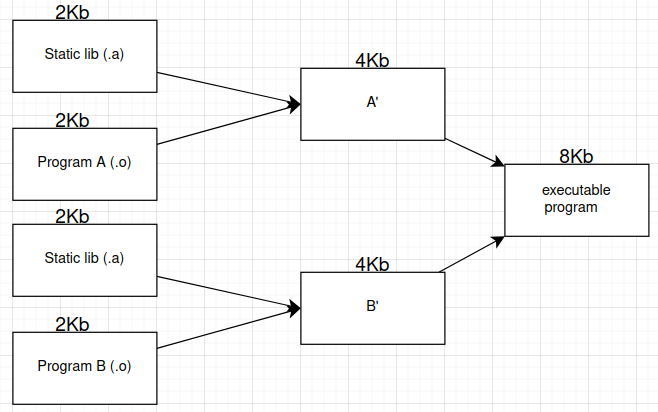 2Kb
Static lib (.a)
2Kb
Program A (.o)
2Kb
Static lib (.a)
2Kb
Program B (.o)
4Kb
A'
4Kb
B'
8Kb
executable
program